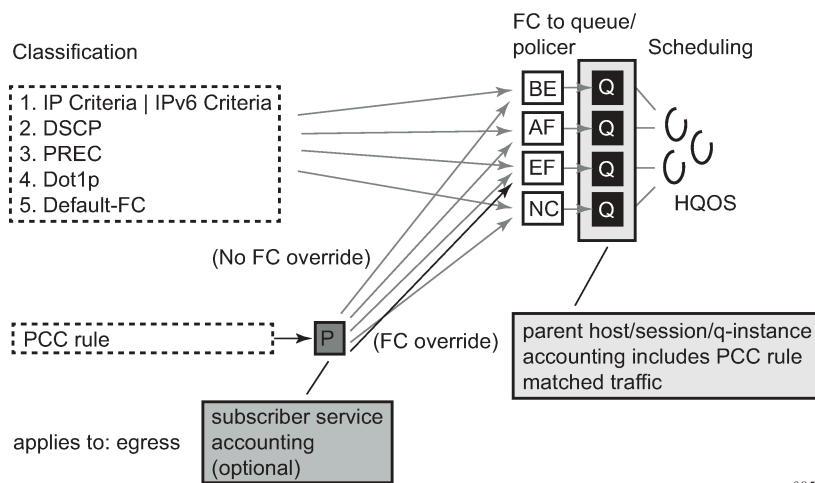 FC to queue/
policer
Scheduling
Classification
1. IP Criteria | IPv6 Criteria
2. DSCP
3. PREC
4. Dot1p
5. Default-FC
BE
Q
AF
Q
EF
Q
NC
Q
HQOS
(No FC override)
PCC rule
P
(FC override)
parent host/session/q-instance
accounting includes PCC rule
matched traffic
applies to: egress
subscriber service
accounting
(optional)